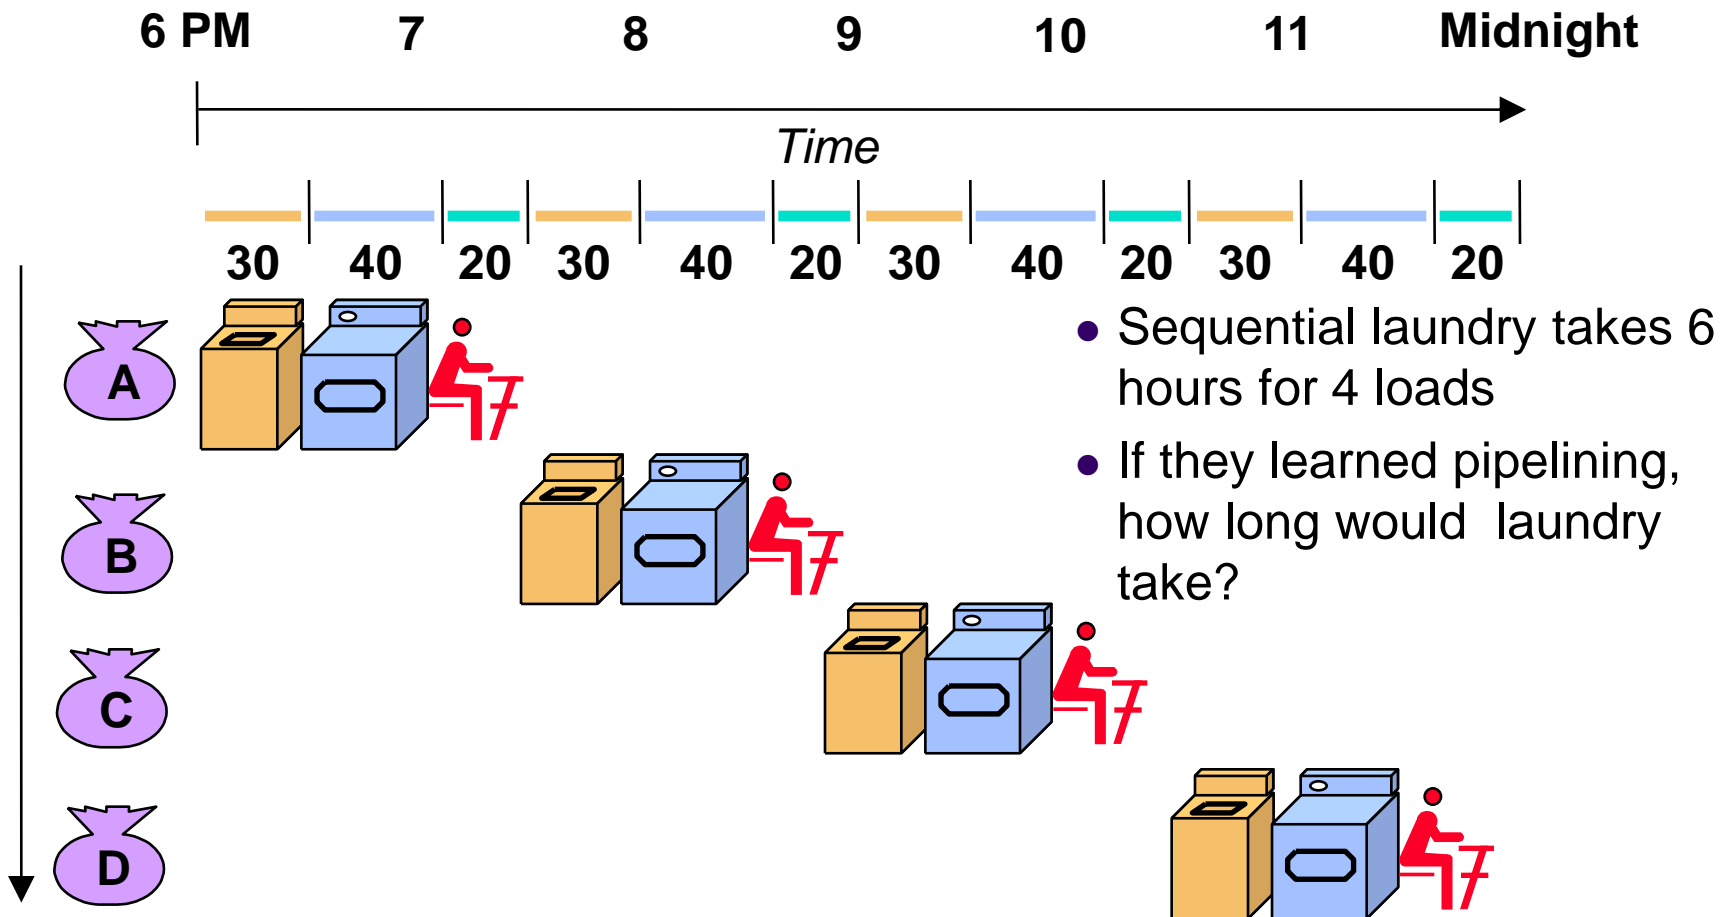 6 PM 7 8 9 10 11 Midnight
Time
30 40 20 30 40 20 30 40 20 30 40 20
A
B
C
D
● Sequential laundry takes 6
hours for 4 loads
● If they learned pipelining,
how long would laundry
take?